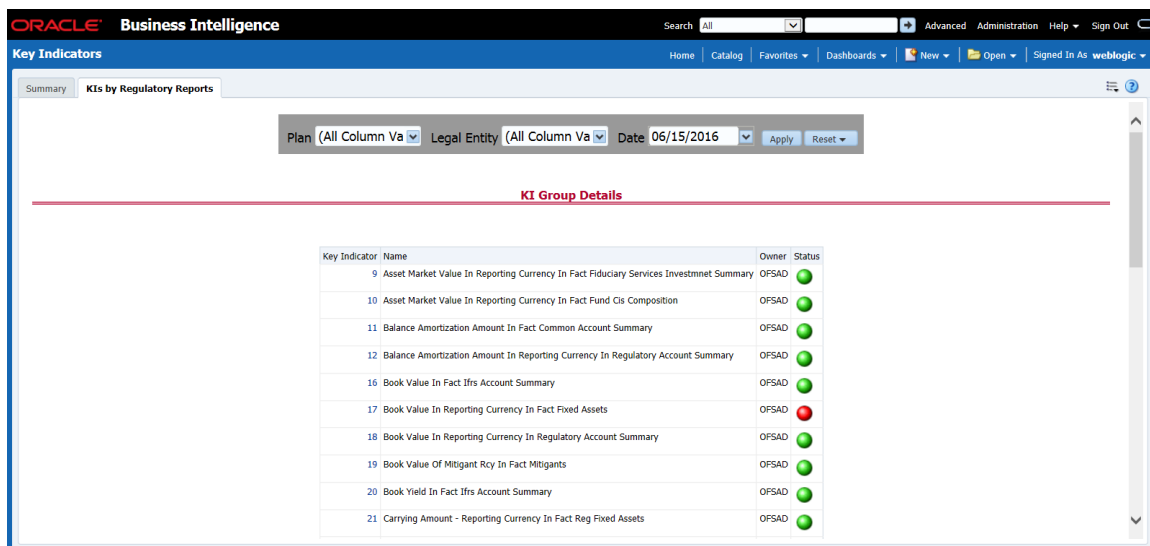 ORACLE Business Intelligence Search All Advanced Administration Help Sign Out
Key Indicators Home Catalog Favorites Dashboards New Open Signed In As weblogic
Summary KIs by Regulatory Reports
Plan (All Column Va Legal Entity (All Column Va Date 06/15/2016 Apply Reset
KI Group Details
Key Indicator Name Owner Status
9 Asset Market Value In Reporting Currency In Fact Fiduciary Services Investmnet Summary OFSAD
10 Asset Market Value In Reporting Currency In Fact Fund Cis Composition OFSAD
11 Balance Amortization Amount In Fact Common Account Summary OFSAD
12 Balance Amortization Amount In Reporting Currency In Regulatory Account Summary OFSAD
16 Book Value In Fact Ifrs Account Summary OFSAD
17 Book Value In Reporting Currency In Fact Fixed Assets OFSAD
18 Book Value In Reporting Currency In Regulatory Account Summary OFSAD
19 Book Value Of Mitigant Rcy In Fact Mitigants OFSAD
20 Book Yield In Fact Ifrs Account Summary OFSAD
21 Carrying Amount - Reporting Currency In Fact Reg Fixed Assets OFSAD